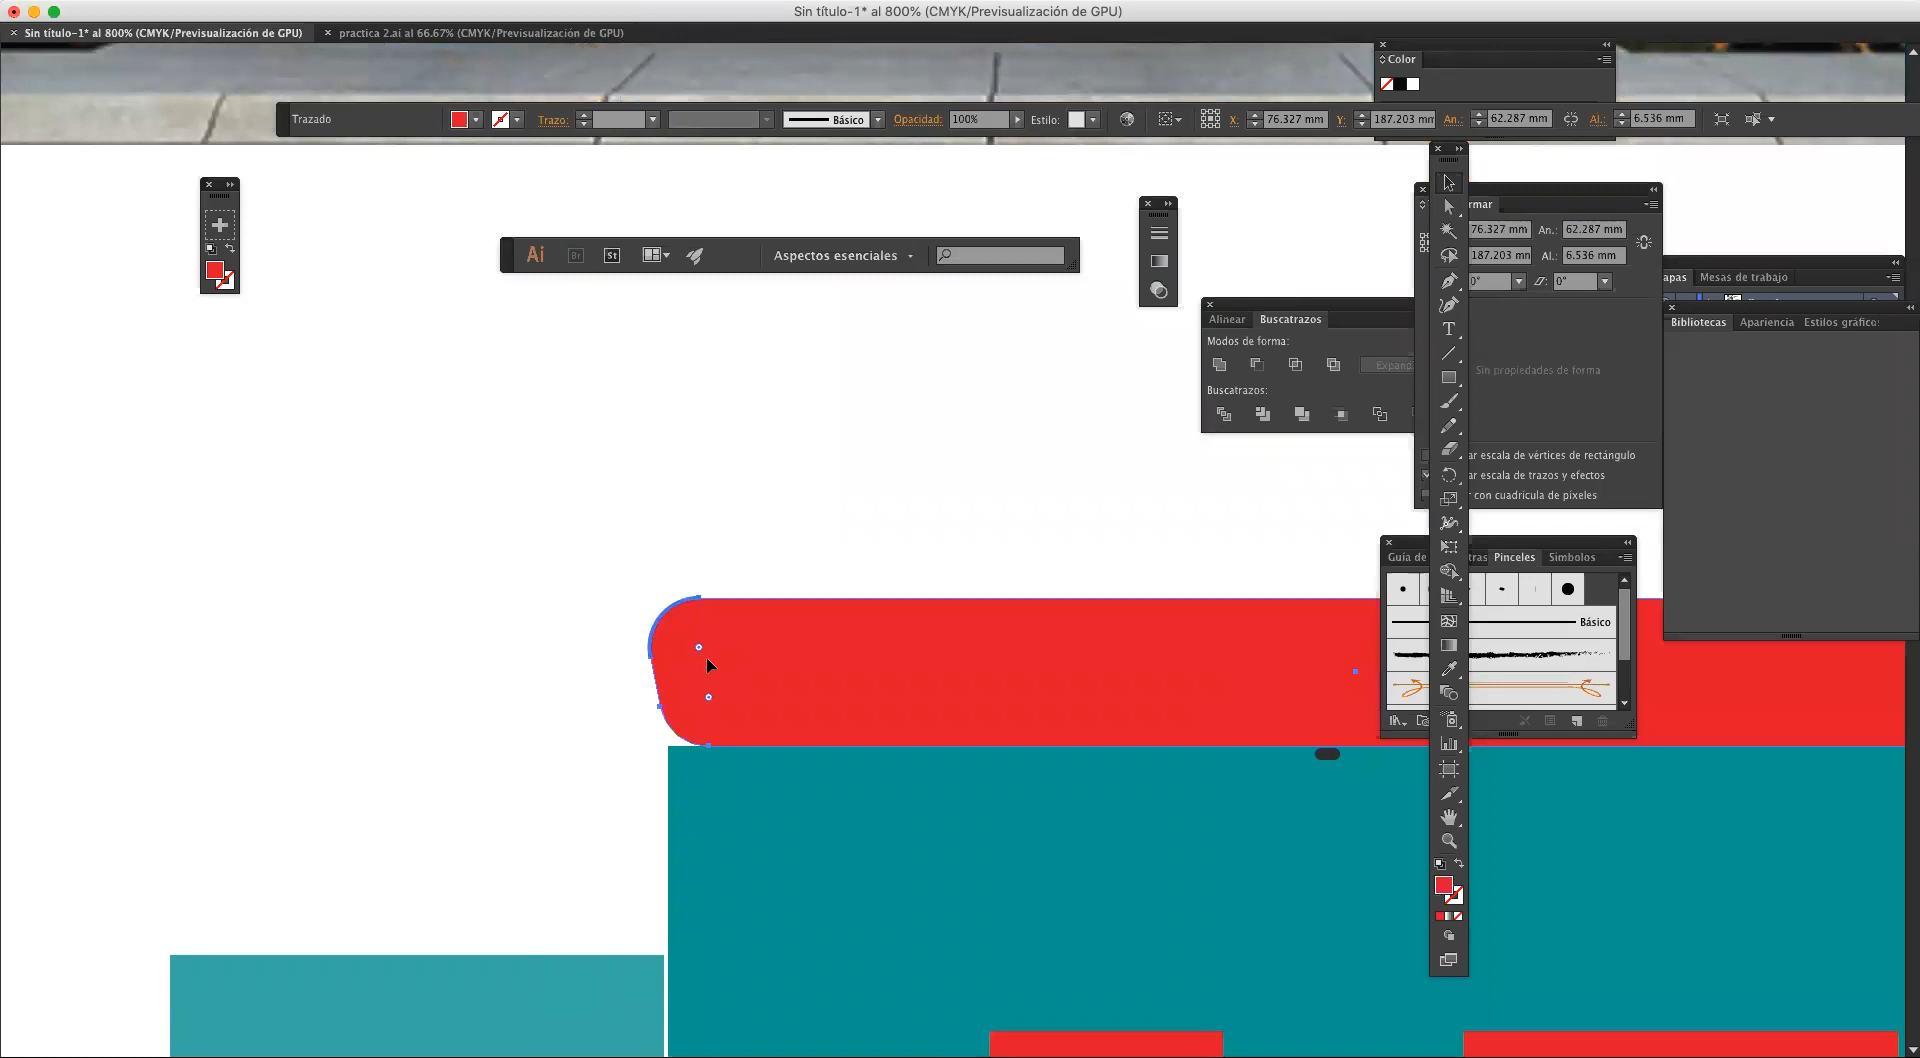 Sin título-1* al 800% (CMYK/Previsualización de GPU)
Sin título-1* al 800% (CMYK/Previsualización de GPU)
practica 2.ai al 66.67% (CMYK/Previsualización de GPU)
Color
Trazado
Trazo:
Básico
Opacidad:
100%
Estilo:
X:
76.327 mm
Y:
187.203 mm
An.:
62.287 mm
Al.:
6.536 mm
rmar
76.327 mm
An.:
62.287 mm
187.203 mn
Al.:
6.536 mm
0°
0°
Ai
Br
St
Aspectos esenciales
apas
Mesas de trabajo
Alinear
Buscatrazos
Bibliotecas
Apariencia
Estilos gráfico:
Modos de forma:
Expand
Sin propiedades de forma
Buscatrazos:
ar escala de vértices de rectángulo
ar escala de trazos y efectos
r con cuadrícula de píxeles
Guía de
tras
Pinceles
Símbolos
Básico
T